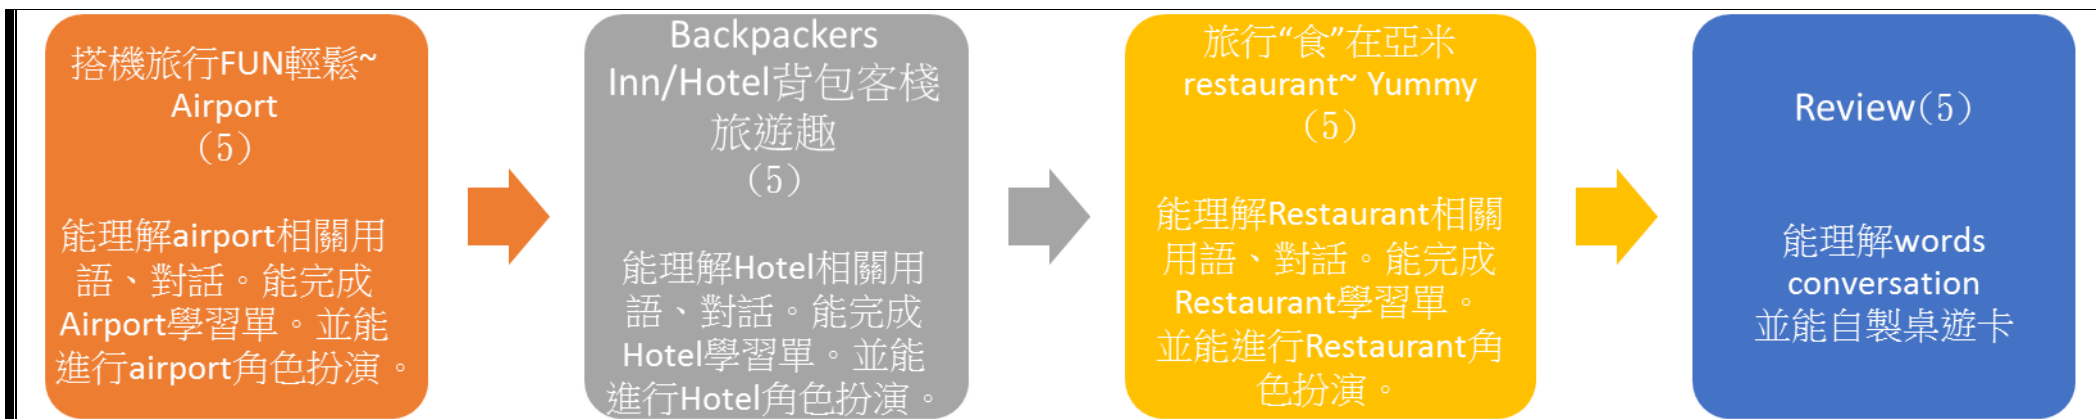 搭機旅行FUN輕鬆~
Airport
（5）
能理解airport相關用
語、對話。能完成
Airport學習單。並能
進行airport角色扮演。
Backpackers
Inn/Hotel背包客棧
旅遊趣
（5）
能理解Hotel相關用
語、對話。能完成
Hotel學習單。並能
進行Hotel角色扮演。
旅行“食”在亞米
restaurant~ Yummy
（5）
能理解Restaurant相關
用語、對話。能完成
Restaurant學習單。
並能進行Restaurant角
色扮演。
Review（5）
能理解words
conversation
並能自製桌遊卡